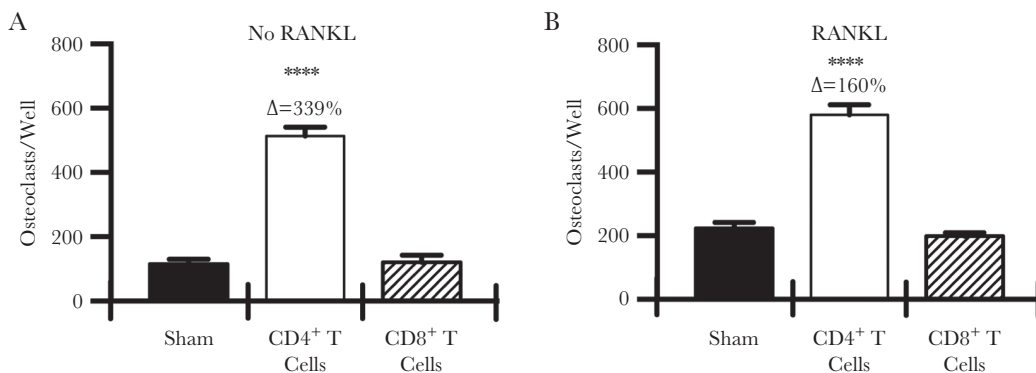 A
No RANKL
800
600
400
200
0
Osteoclasts/Well
****
Δ=339%
Sham
CD4⁺ T
Cells
CD8⁺ T
Cells
B
RANKL
800
600
400
200
0
Osteoclasts/Well
****
Δ=160%
Sham
CD4⁺ T
Cells
CD8⁺ T
Cells